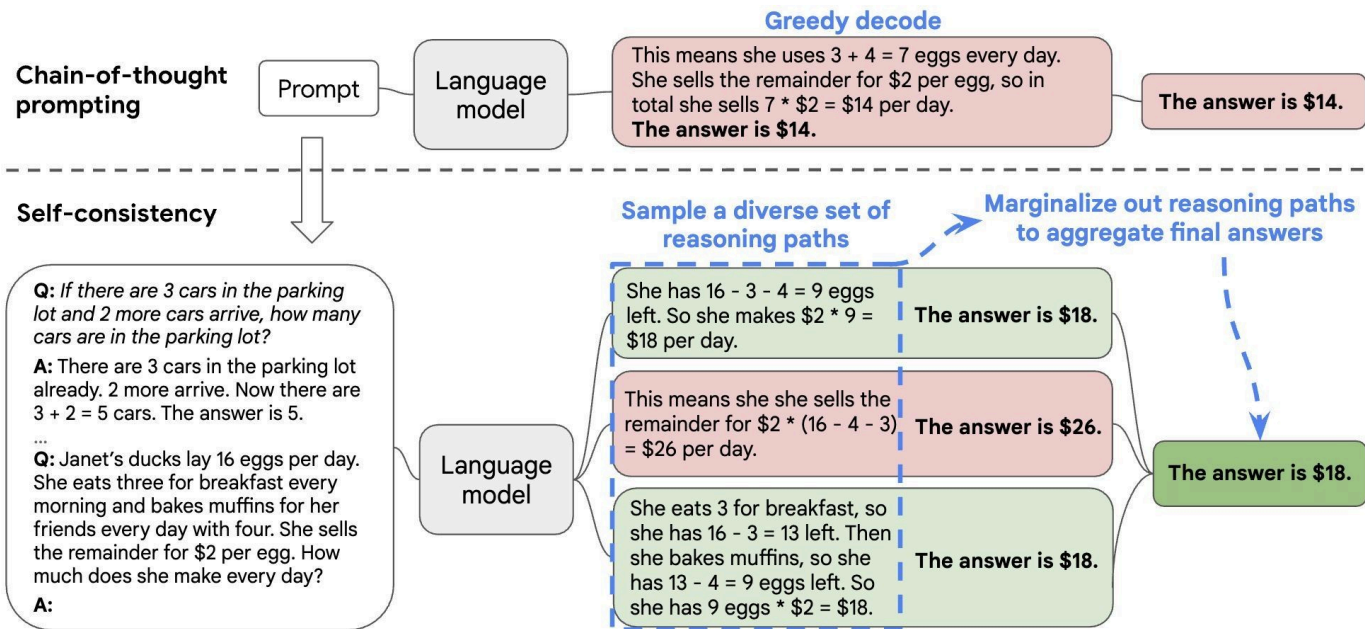 Greedy decode
Chain-of-thought
prompting
Prompt
Language
model
This means she uses 3 + 4 = 7 eggs every day.
She sells the remainder for $2 per egg, so in
total she sells 7 * $2 = $14 per day.
The answer is $14.
The answer is $14.
Self-consistency
Sample a diverse set of
reasoning paths
Marginalize out reasoning paths
to aggregate final answers
Q: If there are 3 cars in the parking
lot and 2 more cars arrive, how many
cars are in the parking lot?
A: There are 3 cars in the parking lot
already. 2 more arrive. Now there are
3 + 2 = 5 cars. The answer is 5.
...
Q: Janet's ducks lay 16 eggs per day.
She eats three for breakfast every
morning and bakes muffins for her
friends every day with four. She sells
the remainder for $2 per egg. How
much does she make every day?
A:
Language
model
She has 16 - 3 - 4 = 9 eggs
left. So she makes $2 * 9 =
$18 per day.
The answer is $18.
This means she she sells the
remainder for $2 * (16 - 4 - 3)
= $26 per day.
The answer is $26.
She eats 3 for breakfast, so
she has 16 - 3 = 13 left. Then
she bakes muffins, so she
has 13 - 4 = 9 eggs left. So
she has 9 eggs * $2 = $18.
The answer is $18.
The answer is $18.